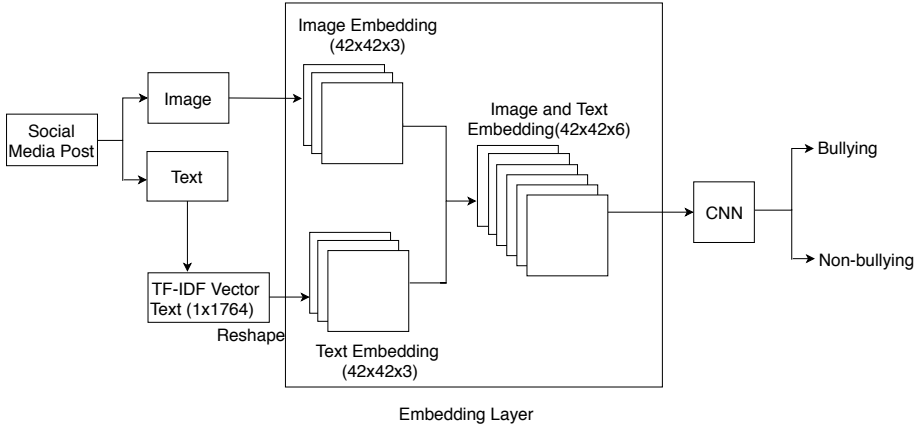 Image Embedding
(42x42x3)
Image
Social
Media Post
Text
Image and Text
Embedding(42x42x6)
TF-IDF Vector
Text (1x1764)
Reshape
Text Embedding
(42x42x3)
CNN
Bullying
Non-bullying
Embedding Layer